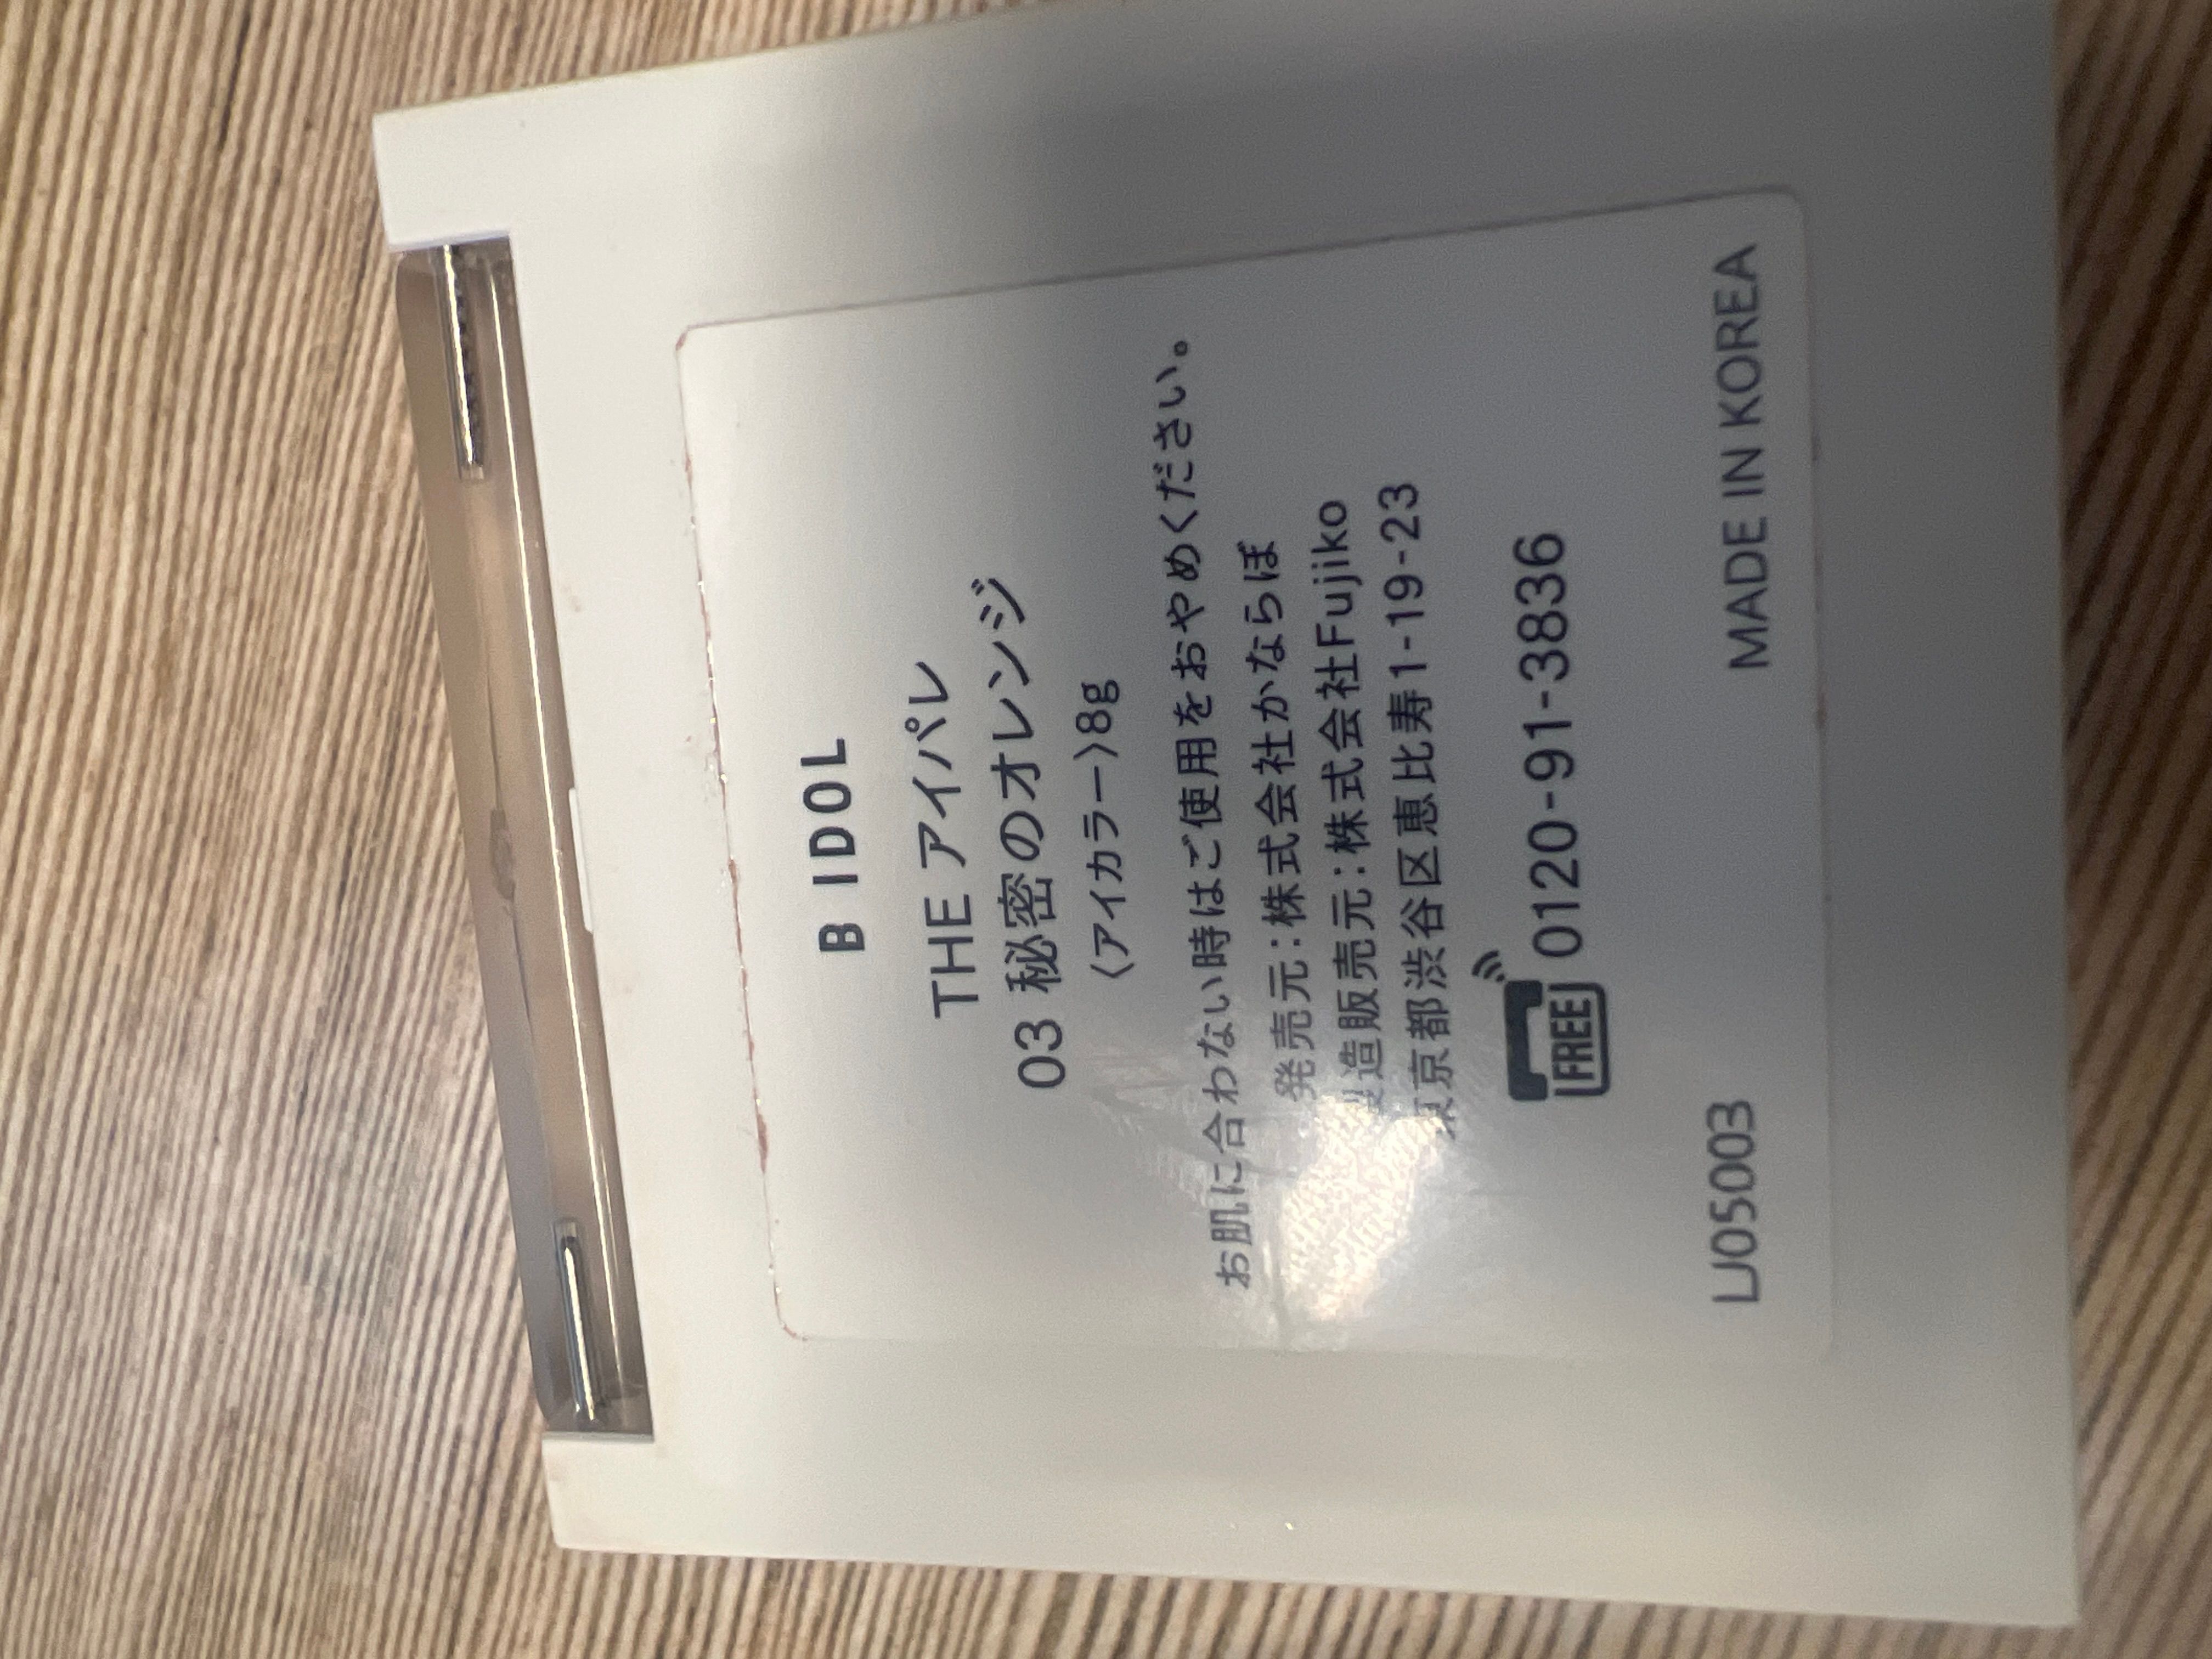 B IDOL
THE アイパレ
03 秘密のオレンジ
〈アイカラー〉8g
お肌に合わない時はご使用をおやめください。
発売元：株式会社かならぼ
製造販売元：株式会社Fujiko
東京都渋谷区恵比寿1-19-23
FREE 0120-91-3836
LJ05003 MADE IN KOREA